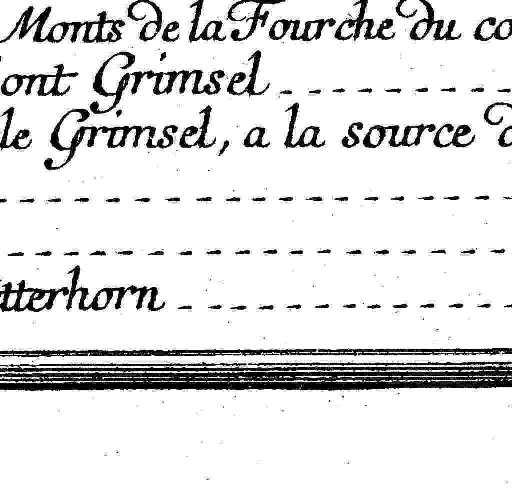 Monts de la Fourche du co
ont Grimsel
le Grimsel, a la source d
tterhorn